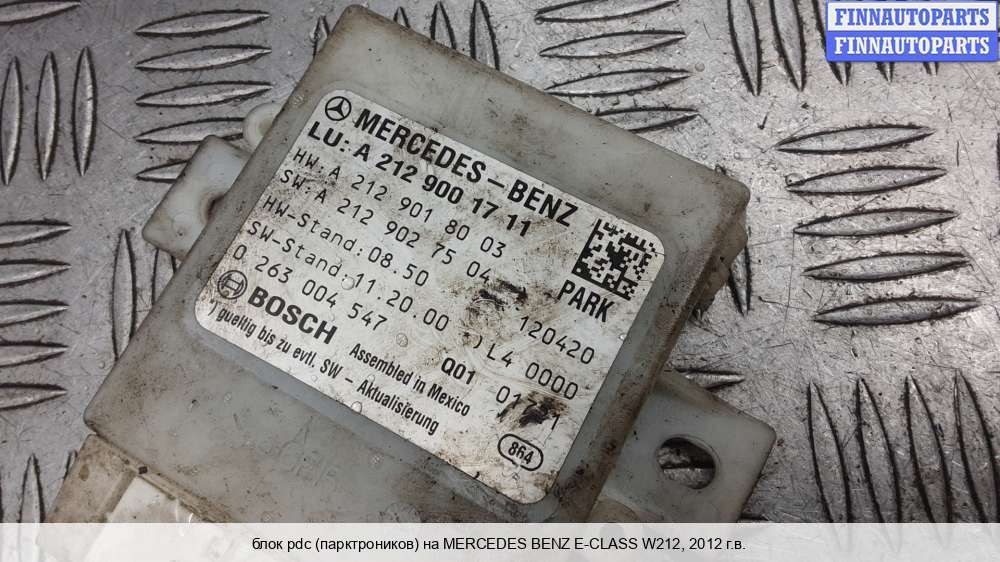 FINNAUTOPARTS
FINNAUTOPARTS
MERCEDES-BENZ
LU: A 212 900 17 11
HW:A 212 901 80 03
SW:A 212 902 75 04
HW-Stand:08.50
SW-Stand:11.20.00
0 263 004 547
PARK
120420
L4 0000
Q01
BOSCH
Assembled in Mexico
*) gueltig bis zu evtl. SW - Aktualisierung
864
блок pdc (парктроников) на MERCEDES BENZ E-CLASS W212, 2012 г.в.